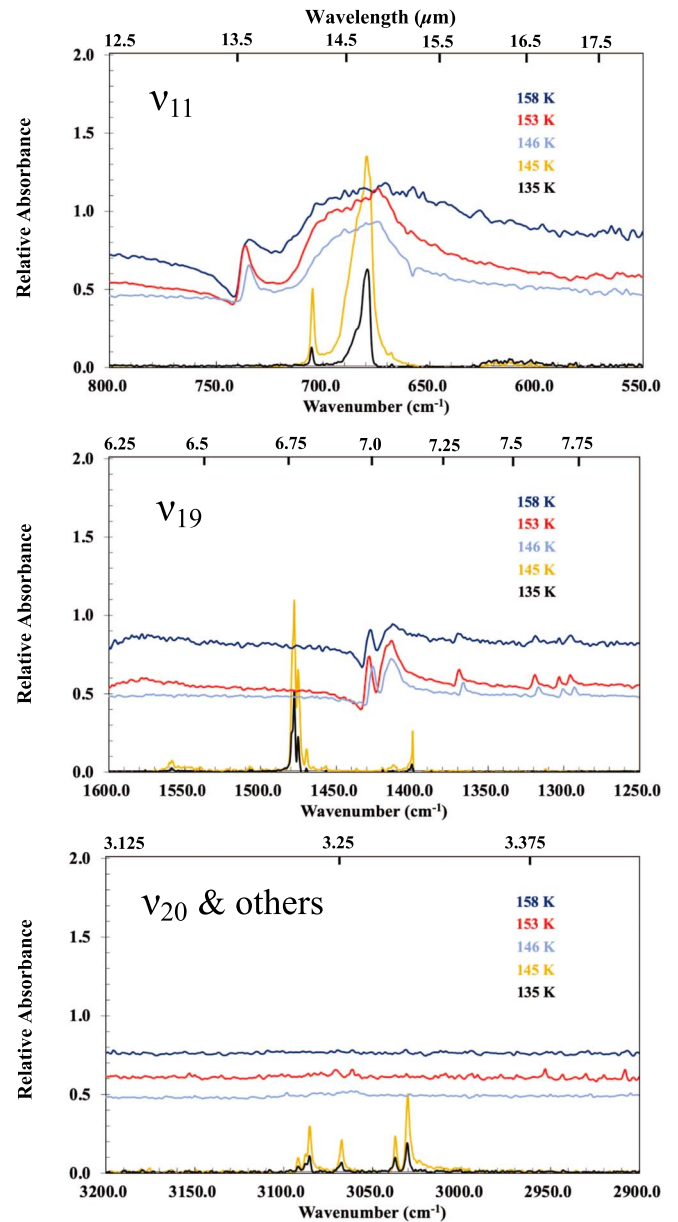 Wavelength (μm)
12.5 13.5 14.5 15.5 16.5 17.5
2.0
ν11
158 K
153 K
1.5
146 K
145 K
135 K
1.0
Relative Absorbance
0.5
0.0
800.0 750.0 700.0 650.0 600.0 550.0
Wavenumber (cm-1)
6.25 6.5 6.75 7.0 7.25 7.5 7.75
2.0
ν19
158 K
153 K
1.5
146 K
145 K
135 K
1.0
Relative Absorbance
0.5
0.0
1600.0 1550.0 1500.0 1450.0 1400.0 1350.0 1300.0 1250.0
Wavenumber (cm-1)
3.125 3.25 3.375
2.0
ν20 & others
158 K
153 K
1.5
146 K
145 K
135 K
1.0
Relative Absorbance
0.5
0.0
3200.0 3150.0 3100.0 3050.0 3000.0 2950.0 2900.0
Wavenumber (cm-1)